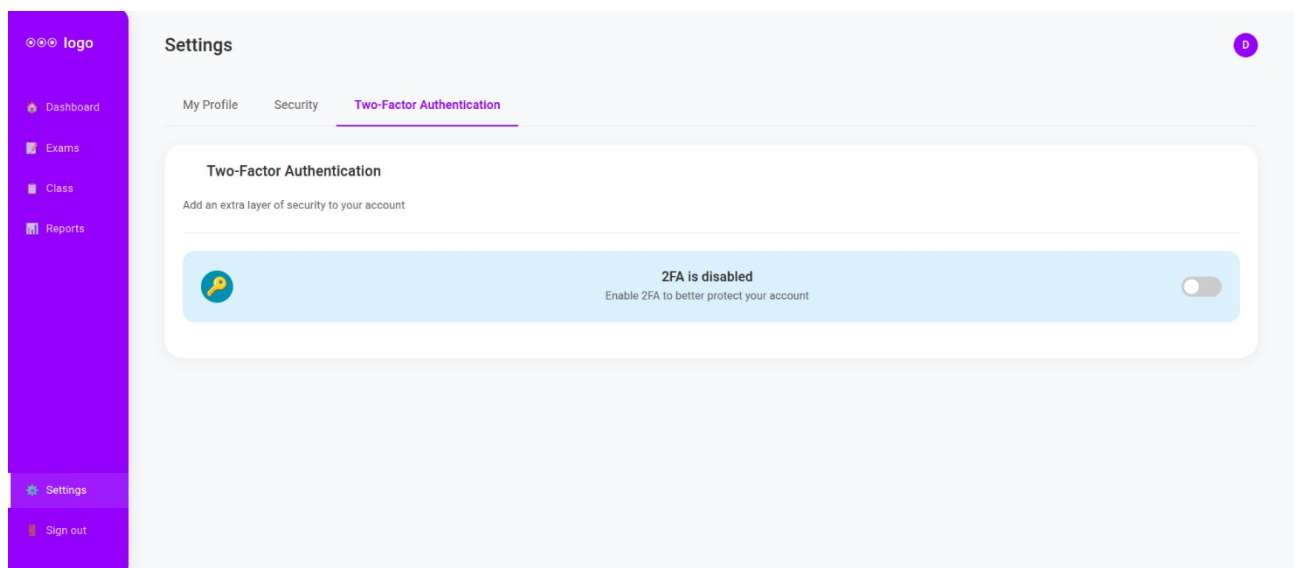 logo
Dashboard
Exams
Class
Reports
Settings
Sign out
Settings
D
My Profile
Security
Two-Factor Authentication
Two-Factor Authentication
Add an extra layer of security to your account
2FA is disabled
Enable 2FA to better protect your account